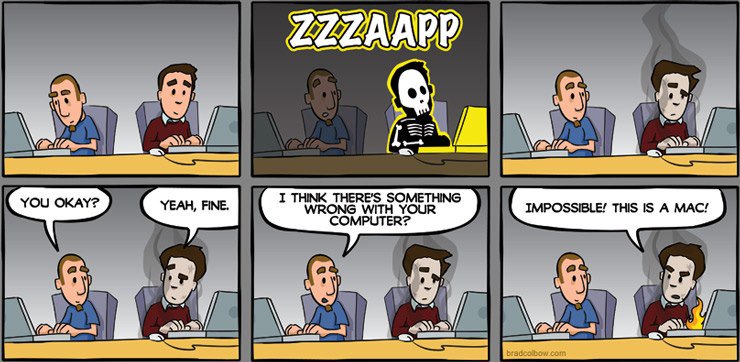 ZZZAAPP
YOU OKAY?
YEAH, FINE.
I THINK THERE'S SOMETHING
WRONG WITH YOUR
COMPUTER?
IMPOSSIBLE! THIS IS A MAC!
bradcolbow.com